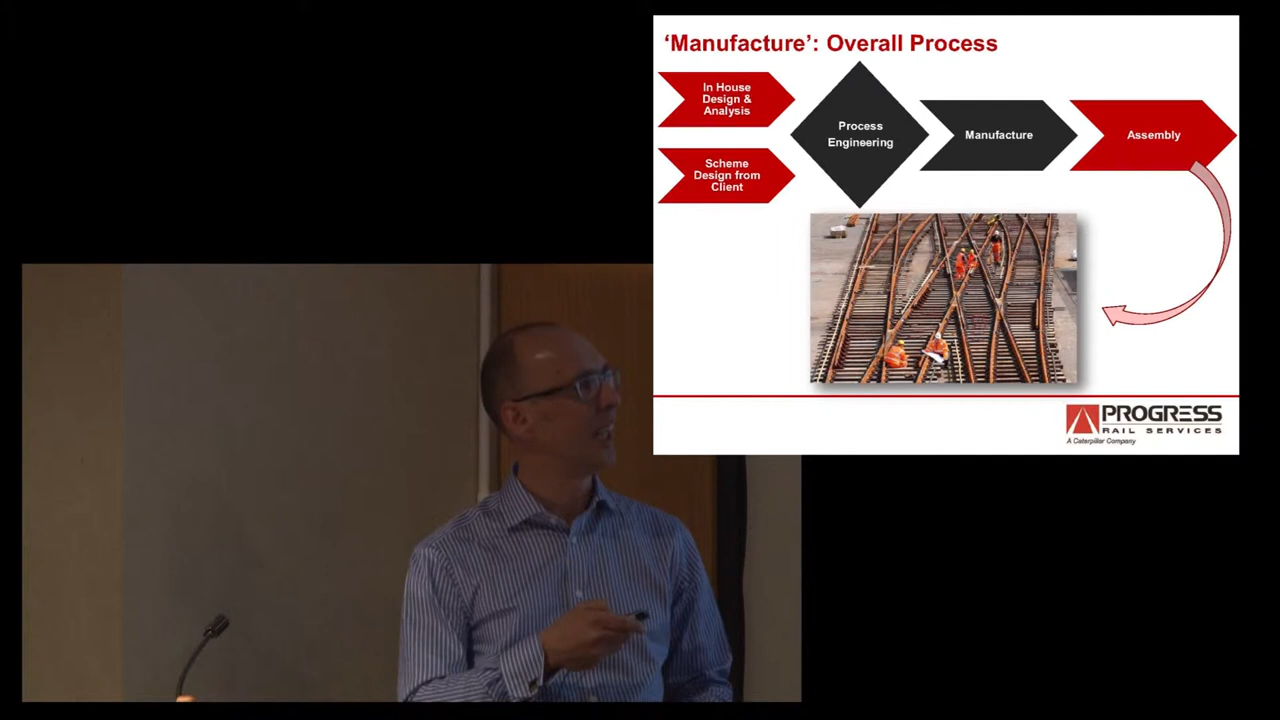 ‘Manufacture’: Overall Process
In House
Design &
Analysis
Scheme
Design from
Client
Process
Engineering
Manufacture
Assembly
PROGRESS
RAIL SERVICES
A Caterpillar Company